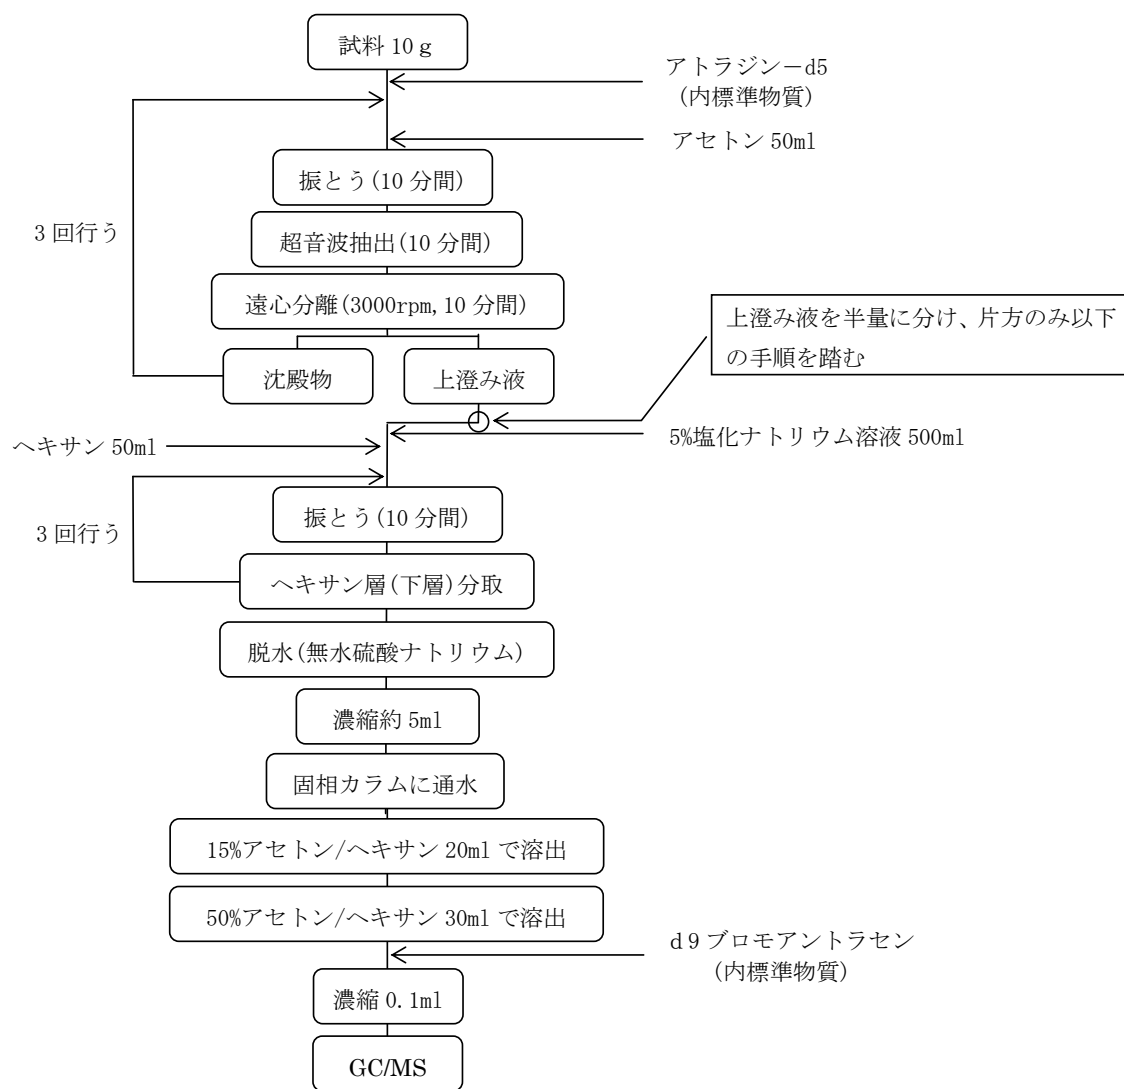 試料 10ｇ
アトラジン－d5
(内標準物質)
アセトン 50ml
振とう(10 分間)
3 回行う
超音波抽出(10 分間)
遠心分離(3000rpm, 10 分間)
上澄み液を半量に分け、片方のみ以下
の手順を踏む
沈殿物
上澄み液
5%塩化ナトリウム溶液 500ml
ヘキサン 50ml
振とう(10 分間)
3 回行う
ヘキサン層(下層)分取
脱水(無水硫酸ナトリウム)
濃縮約 5ml
固相カラムに通水
15%アセトン/ヘキサン 20ml で溶出
50%アセトン/ヘキサン 30ml で溶出
ｄ9 ブロモアントラセン
(内標準物質)
濃縮 0.1ml
GC/MS